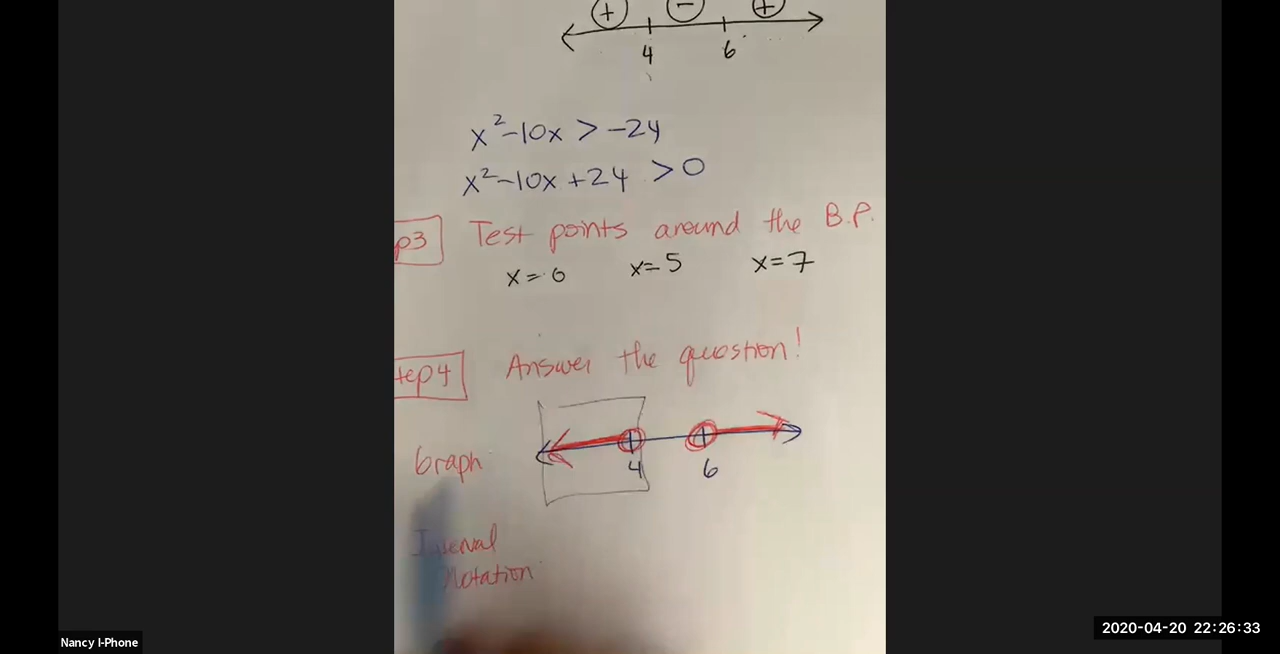 + - +
4 6
x²-10x > -24
x²-10x +24 > 0
p3 Test points around the B.P.
x = 0 x=5 x=7
tep4 Answer the question!
4 6
Graph
Interval
Notation
Nancy I-Phone
2020-04-20 22:26:33